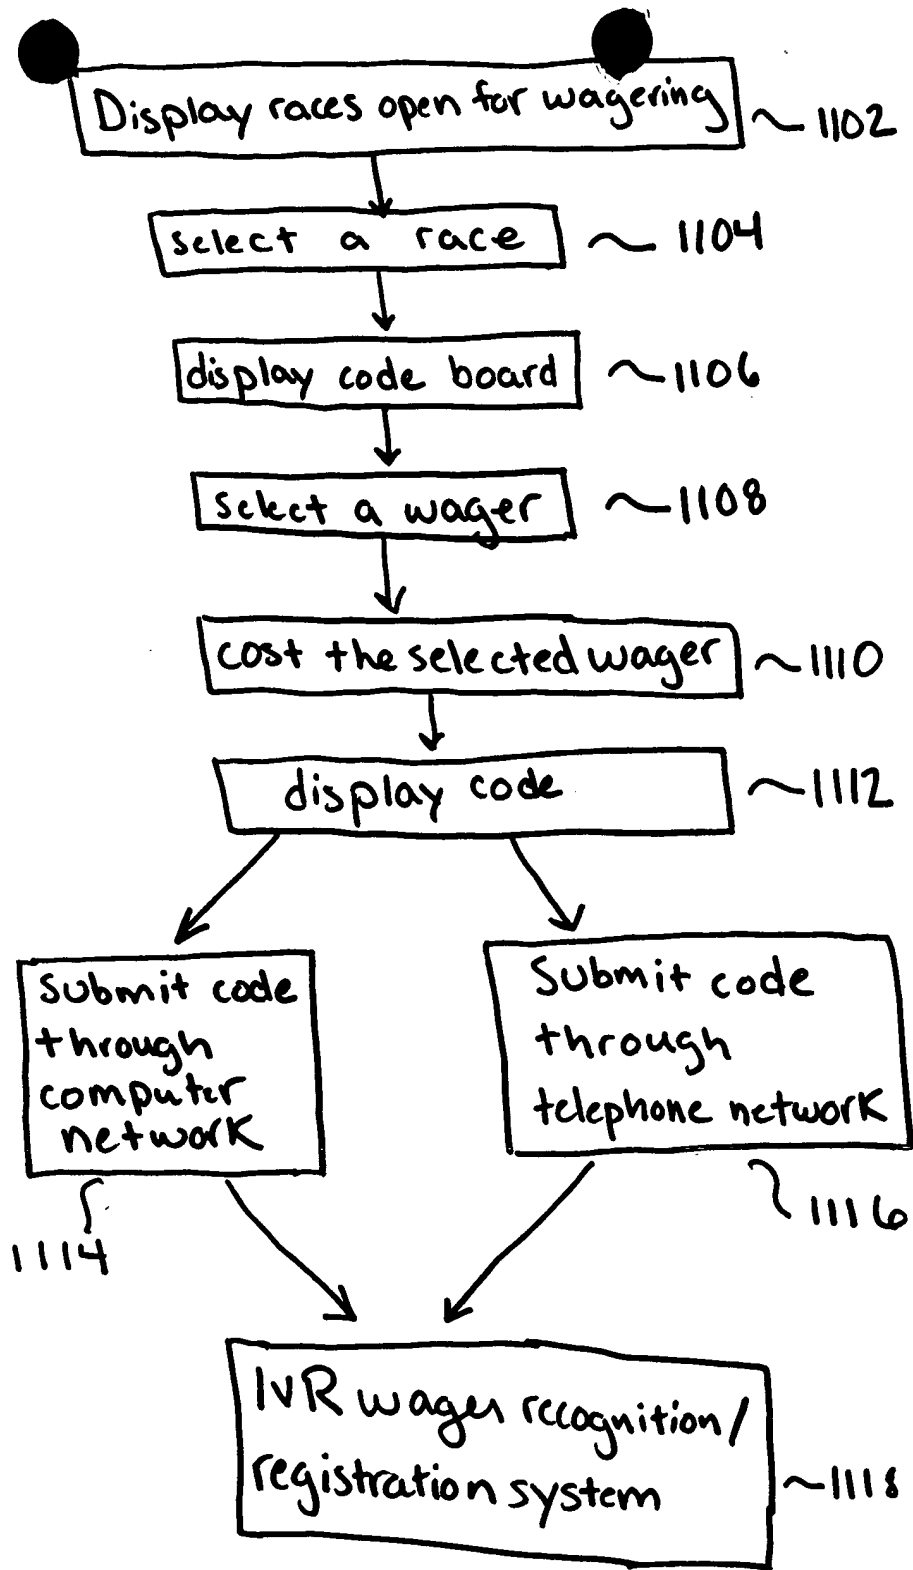 Display races open for wagering
1102
select a race
1104
display code board
1106
select a wager
1108
cost the selected wager
1110
display code
1112
Submit code
through
computer
network
1114
Submit code
through
telephone network
1116
IVR wager recognition/
registration system
1118